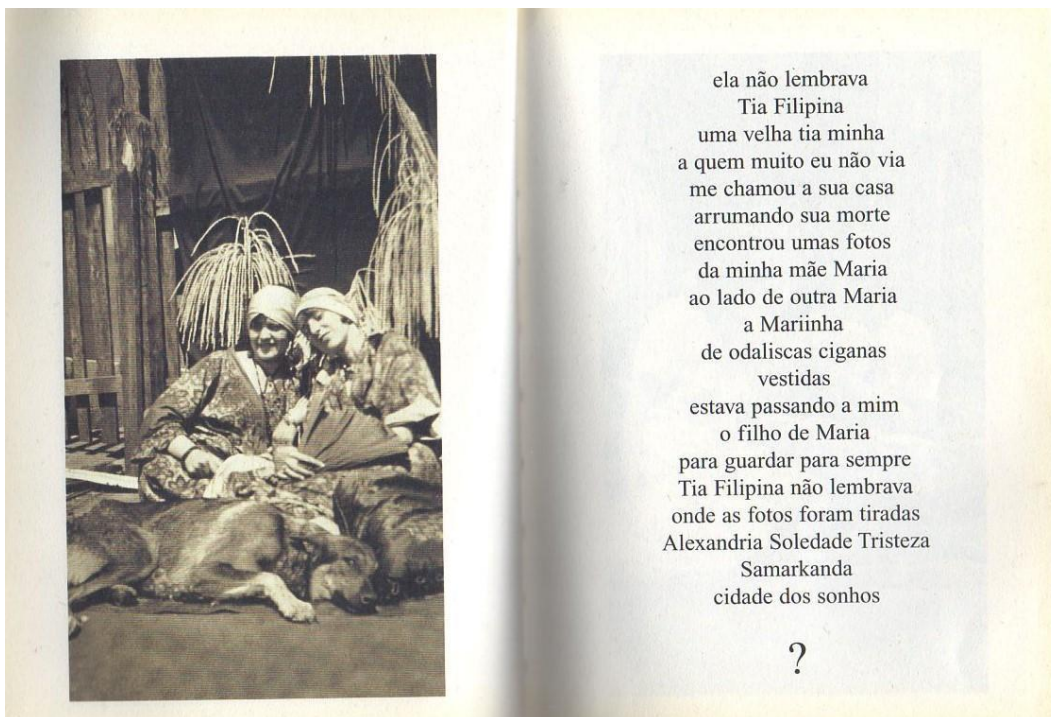 ela não lembrava
Tia Filipina
uma velha tia minha
a quem muito eu não via
me chamou a sua casa
arrumando sua morte
encontrou umas fotos
da minha mãe Maria
ao lado de outra Maria
a Mariinha
de odaliscas ciganas
vestidas
estava passando a mim
o filho de Maria
para guardar para sempre
Tia Filipina não lembrava
onde as fotos foram tiradas
Alexandria Soledade Tristeza
Samarkanda
cidade dos sonhos
?